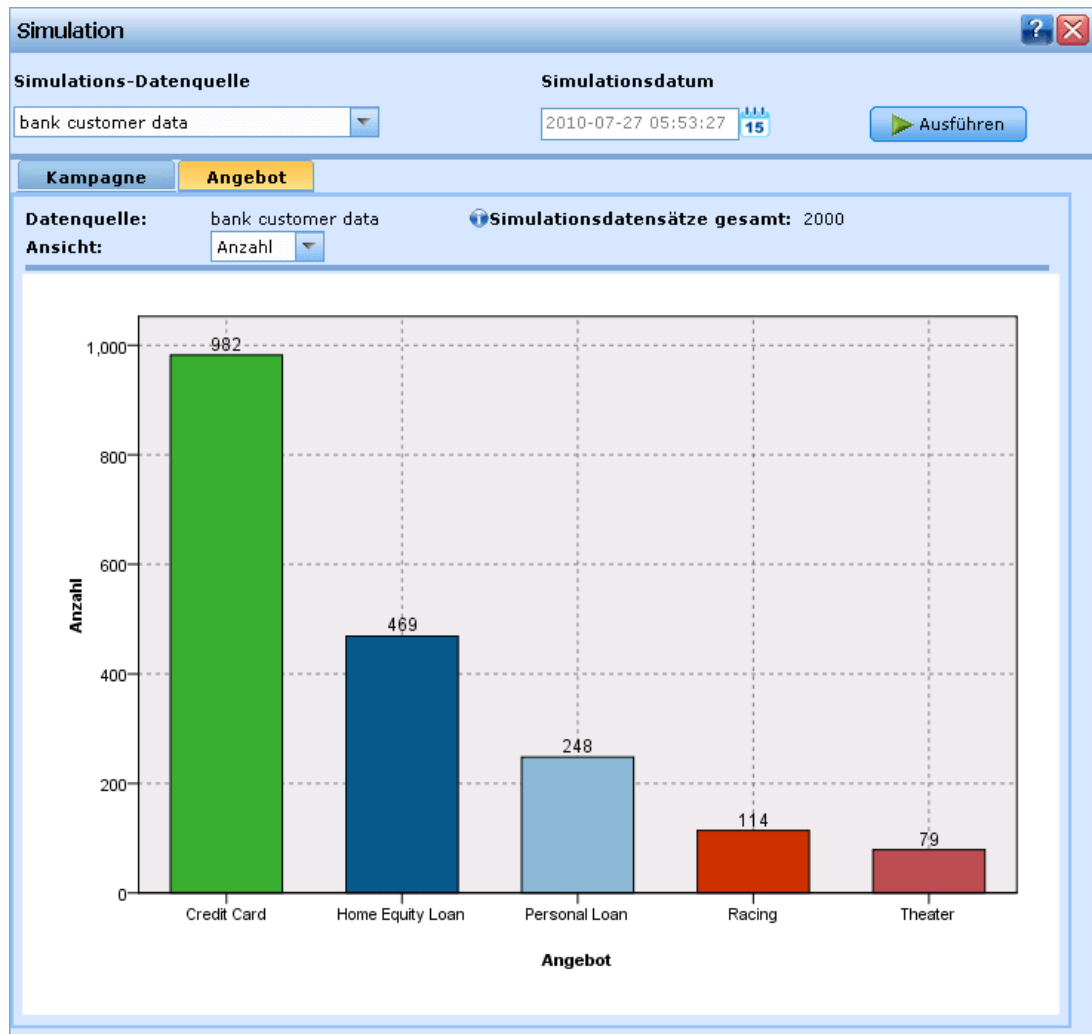 Simulation
?
Simulations-Datenquelle Simulationsdatum
bank customer data 2010-07-27 05:53:27 15 Ausführen
Kampagne Angebot
Datenquelle: bank customer data Simulationsdatensätze gesamt: 2000
Ansicht: Anzahl
1,000
982
800
600
Anzahl
469
400
248
200
114
79
0
Credit Card Home Equity Loan Personal Loan Racing Theater
Angebot